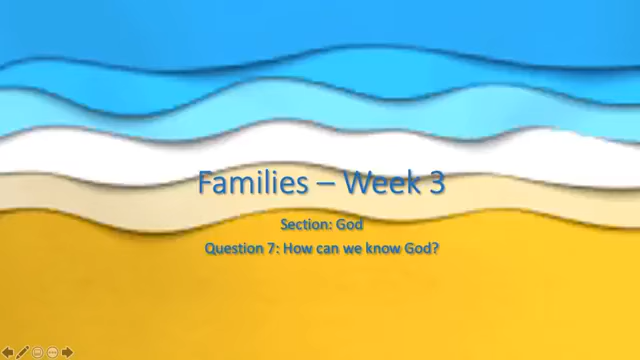 Families – Week 3
Section: God
Question 7: How can we know God?